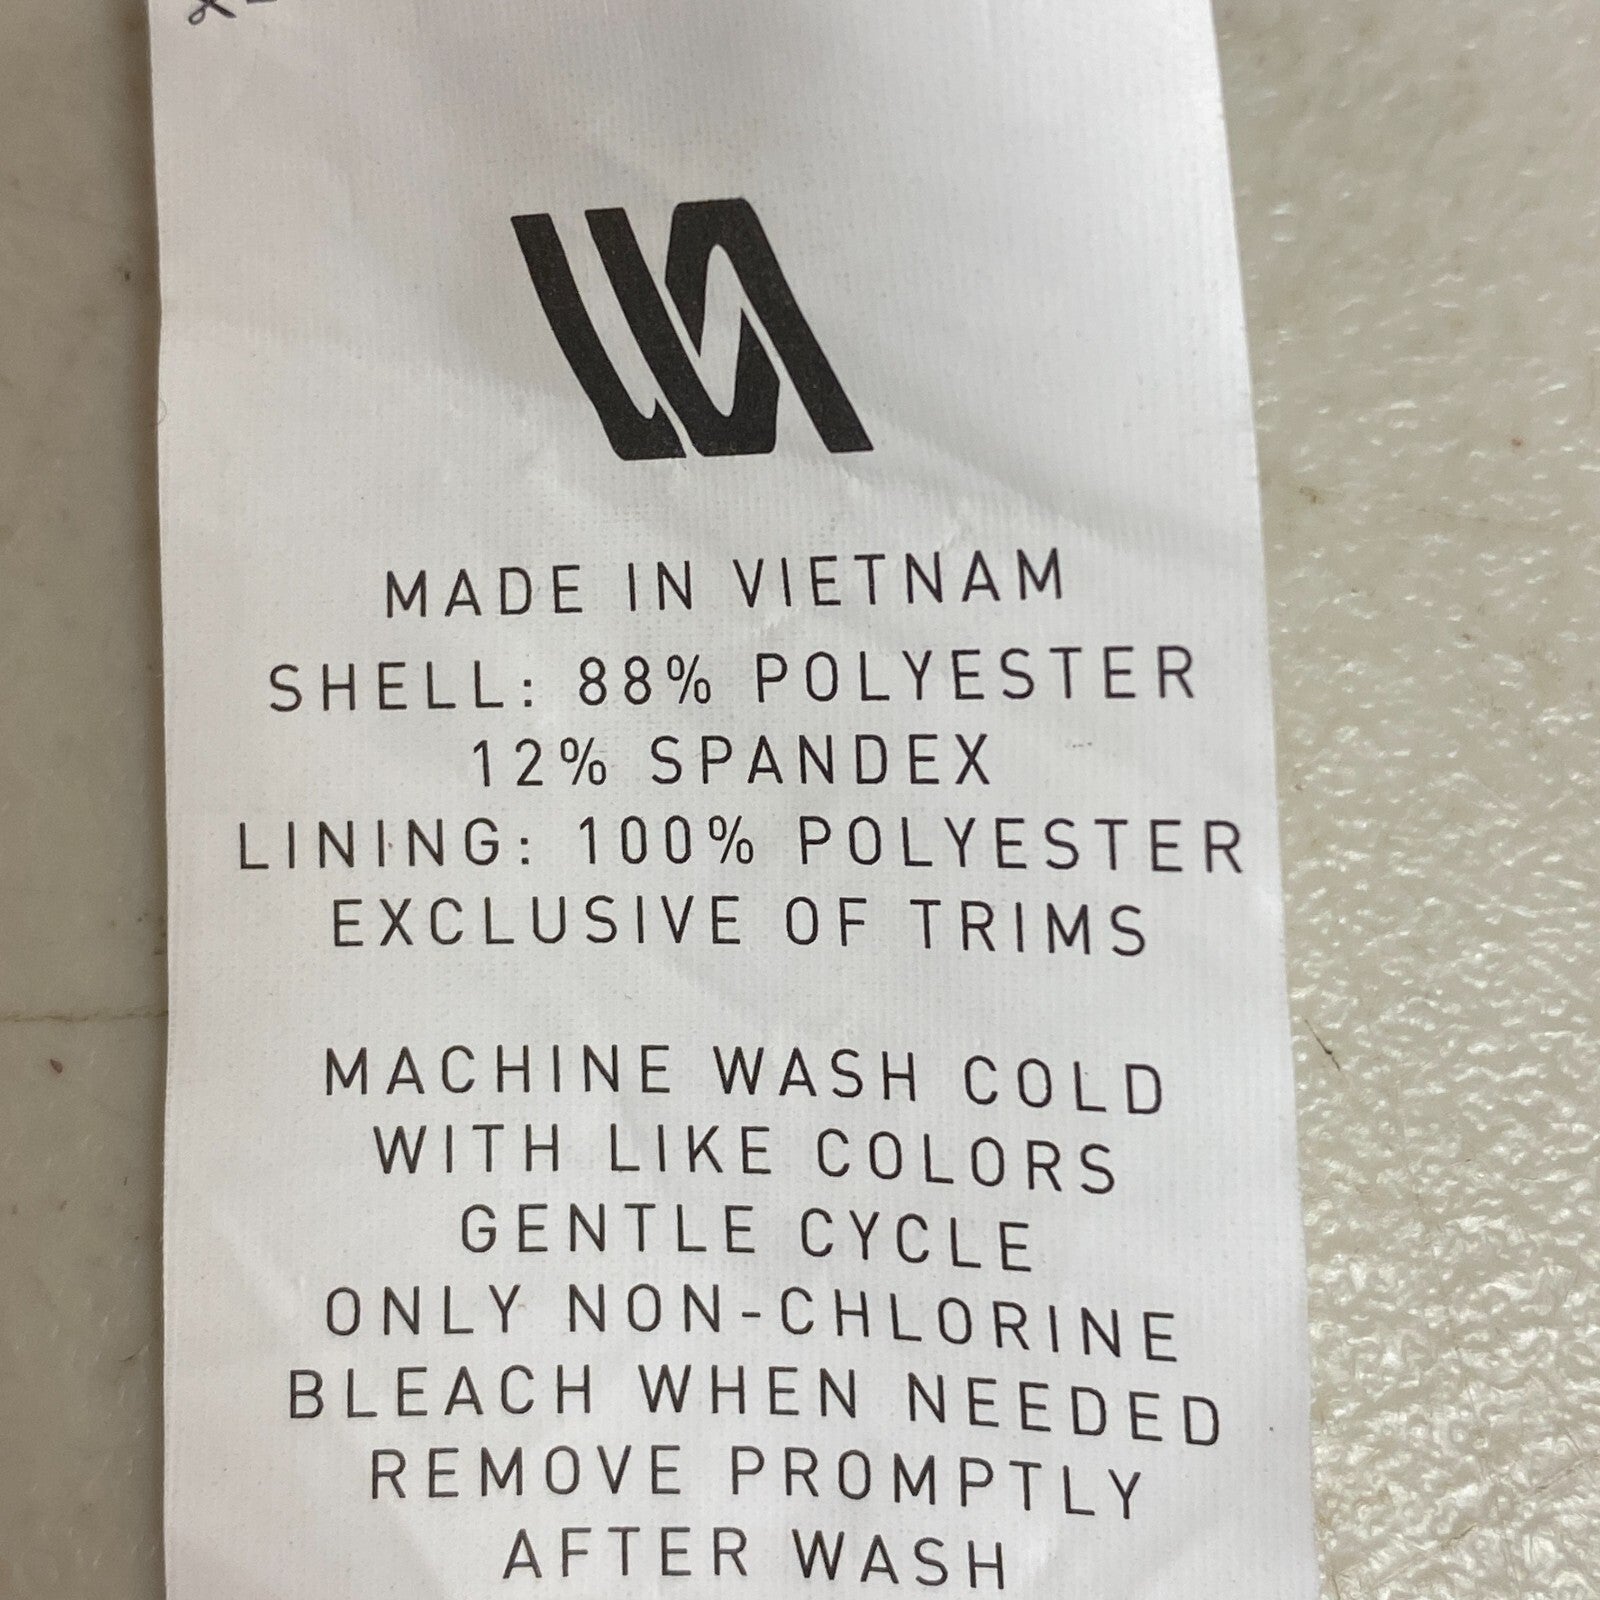 MADE IN VIETNAM
SHELL: 88% POLYESTER
12% SPANDEX
LINING: 100% POLYESTER
EXCLUSIVE OF TRIMS
MACHINE WASH COLD
WITH LIKE COLORS
GENTLE CYCLE
ONLY NON-CHLORINE
BLEACH WHEN NEEDED
REMOVE PROMPTLY
AFTER WASH